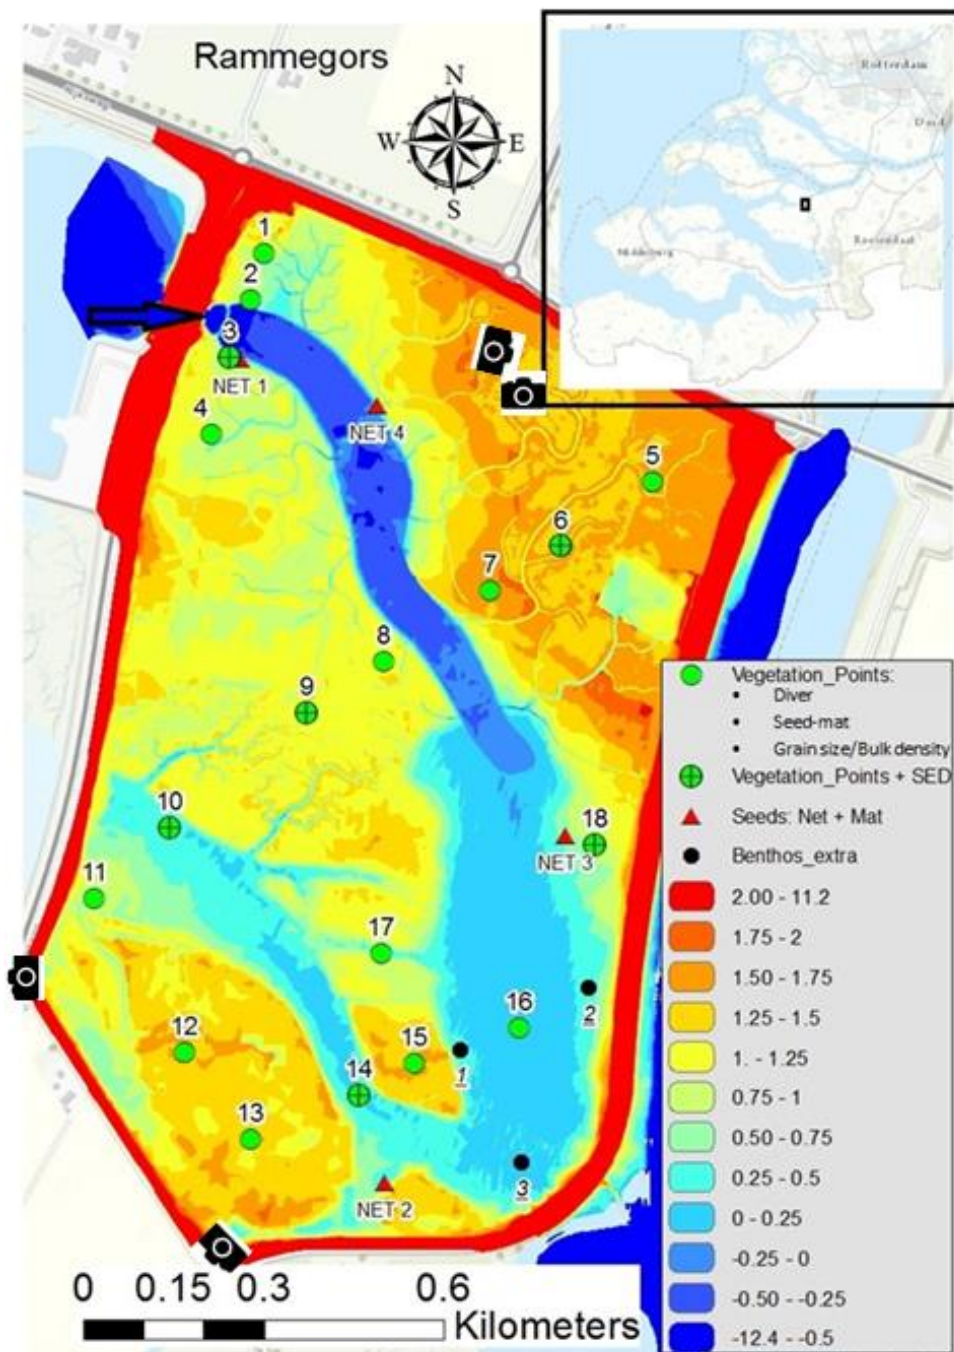 Rammegors
N
W E
S
Rotterdam
Middelburg
Roosendaal
1
2
3
NET 1
4
NET 4
5
6
7
8
9
10
11
18
NET 3
17
16
2
12
15
1
14
13
3
NET 2
Vegetation_Points:
• Diver
• Seed-mat
• Grain size/Bulk density
Vegetation_Points + SED
Seeds: Net + Mat
Benthos_extra
2.00 - 11.2
1.75 - 2
1.50 - 1.75
1.25 - 1.5
1. - 1.25
0.75 - 1
0.50 - 0.75
0.25 - 0.5
0 - 0.25
-0.25 - 0
-0.50 - -0.25
-12.4 - -0.5
0 0.15 0.3 0.6
Kilometers